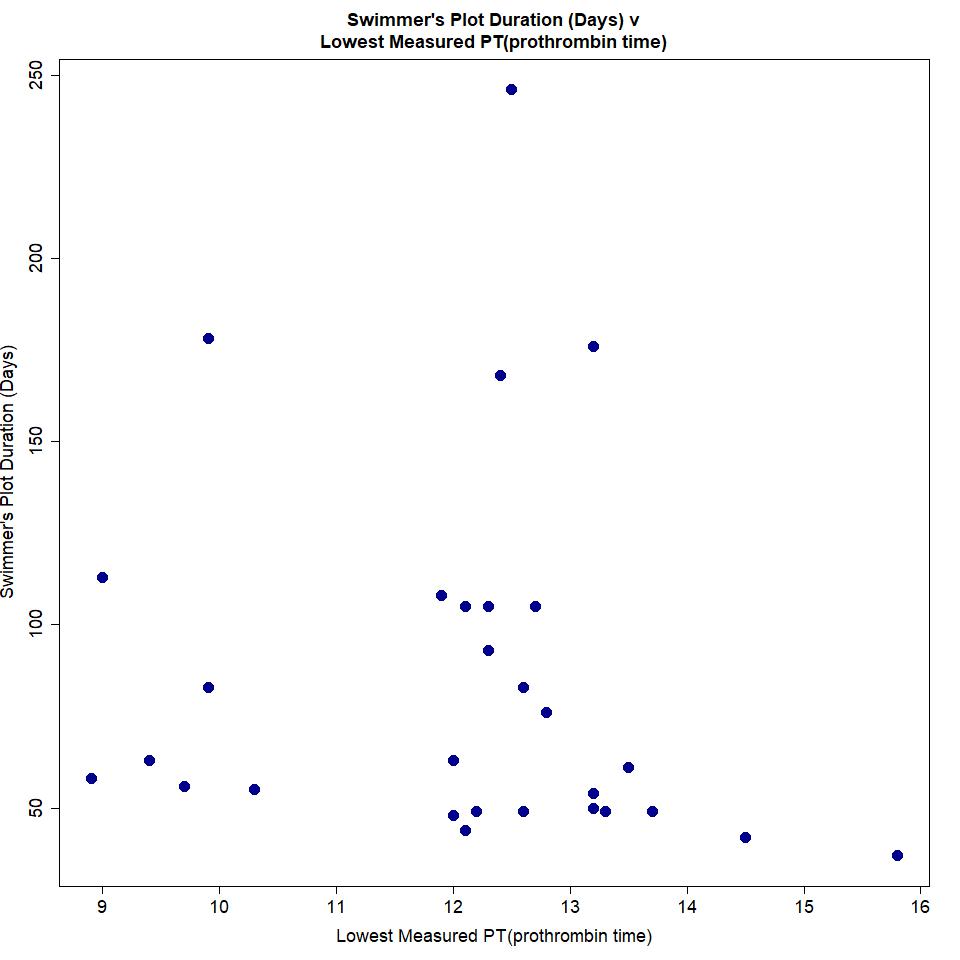 Swimmer's Plot Duration (Days) v
Lowest Measured PT(prothrombin time)
250
200
150
100
50
Swimmer's Plot Duration (Days)
9 10 11 12 13 14 15 16
Lowest Measured PT(prothrombin time)